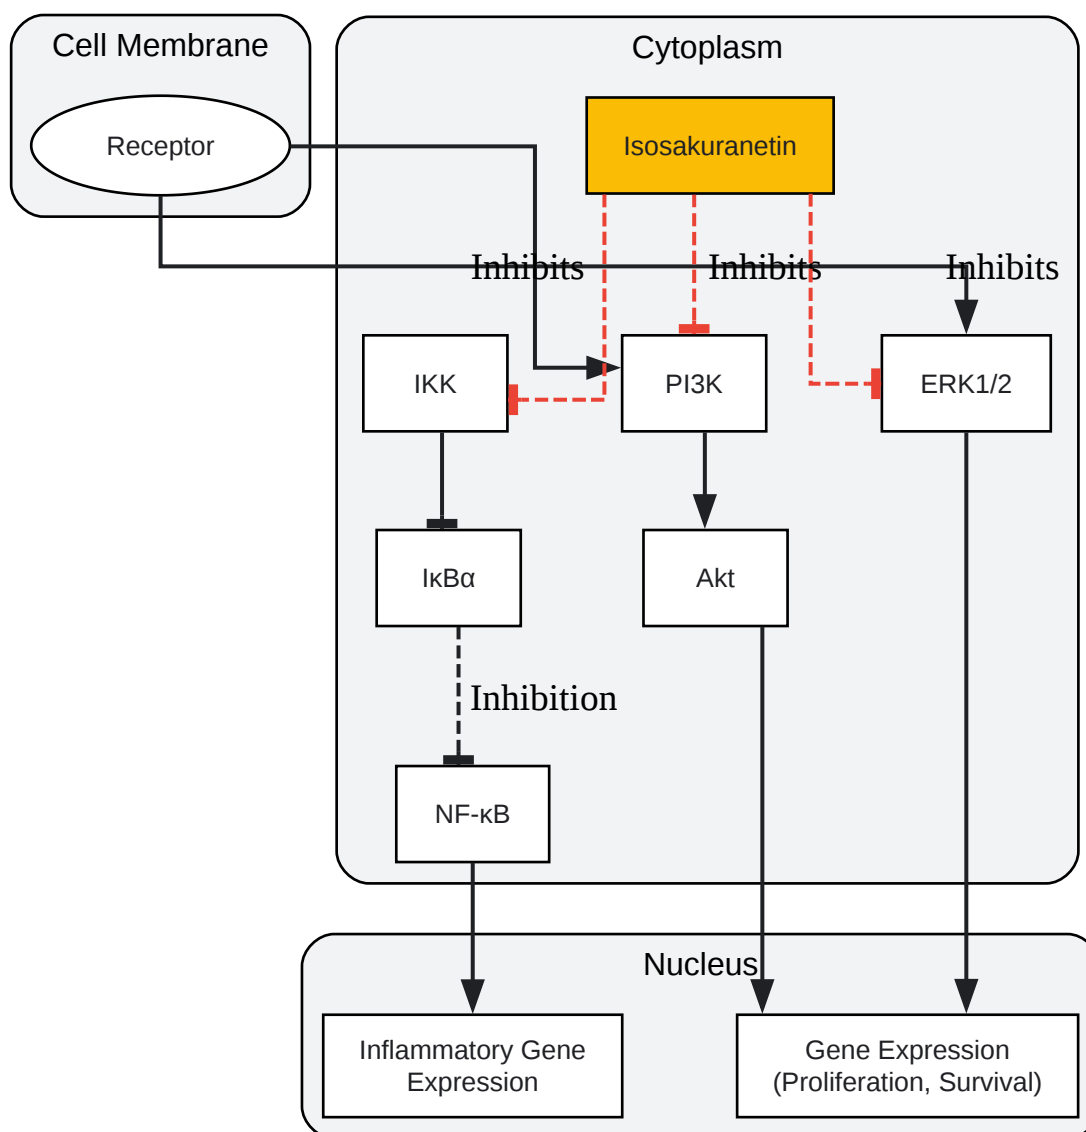 Cell Membrane
Cytoplasm
Receptor
Isosakuranetin
Inhibits
Inhibits
Inhibits
IKK
PI3K
ERK1/2
IκBα
Akt
Inhibition
NF-κB
Nucleus
Inflammatory Gene
Expression
Gene Expression
(Proliferation, Survival)